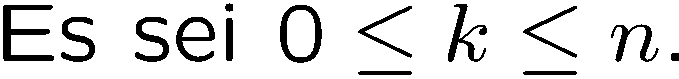 Es sei 0 ≤ k ≤ n.